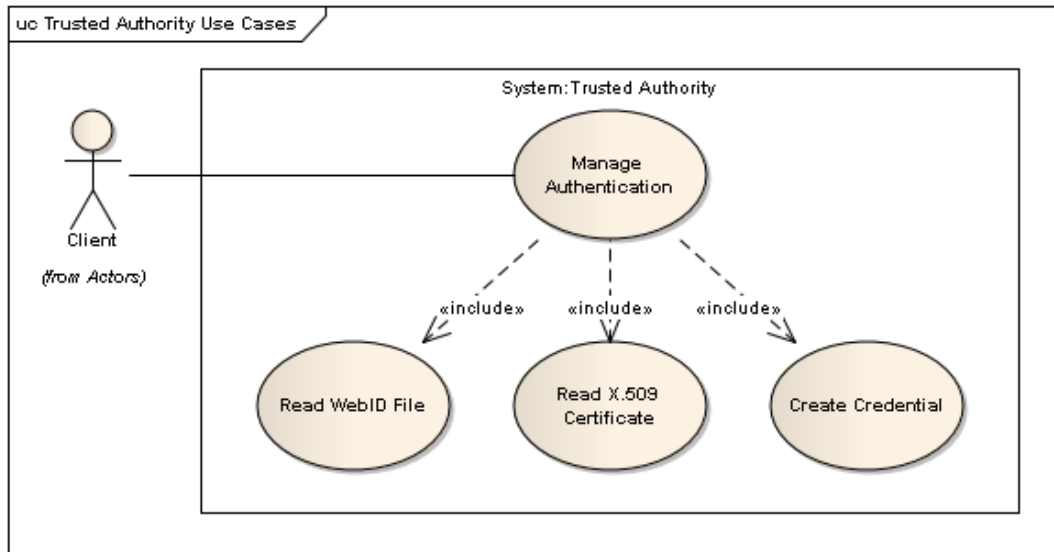 uc Trusted Authority Use Cases
System:Trusted Authority
Manage
Authentication
Client
(from Actors)
«include»
«include»
«include»
Read WebID File
Read X.509
Certificate
Create Credential